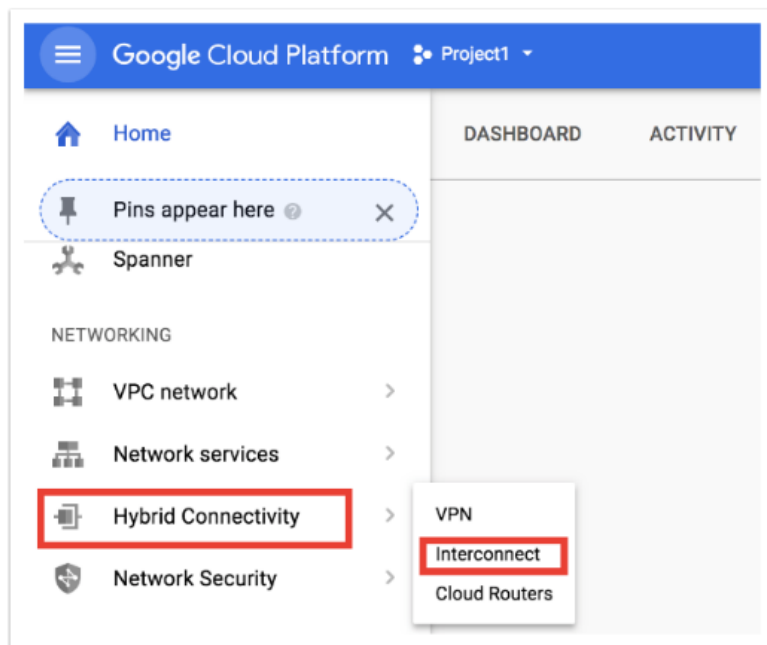 Google Cloud Platform Project1
Home
DASHBOARD ACTIVITY
Pins appear here
Spanner
NETWORKING
VPC network
Network services
Hybrid Connectivity
VPN
Interconnect
Cloud Routers
Network Security